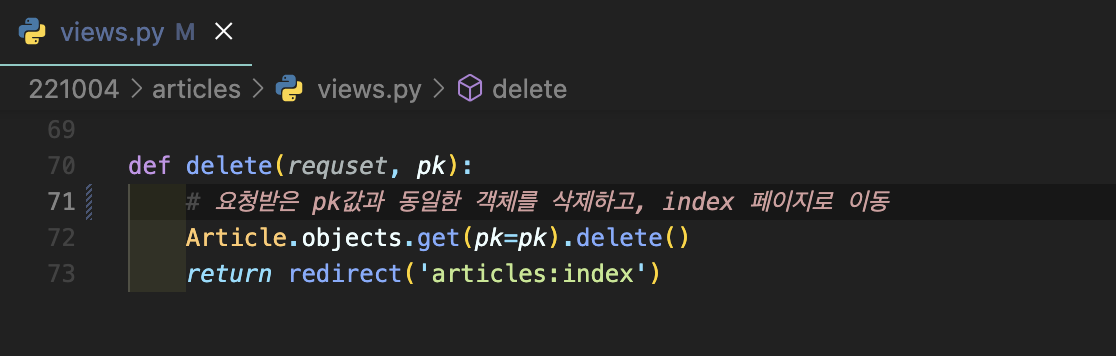 views.py M
221004 > articles > views.py > delete
69
70 def delete(requset, pk):
71 # 요청받은 pk값과 동일한 객체를 삭제하고, index 페이지로 이동
72 Article.objects.get(pk=pk).delete()
73 return redirect('articles:index')